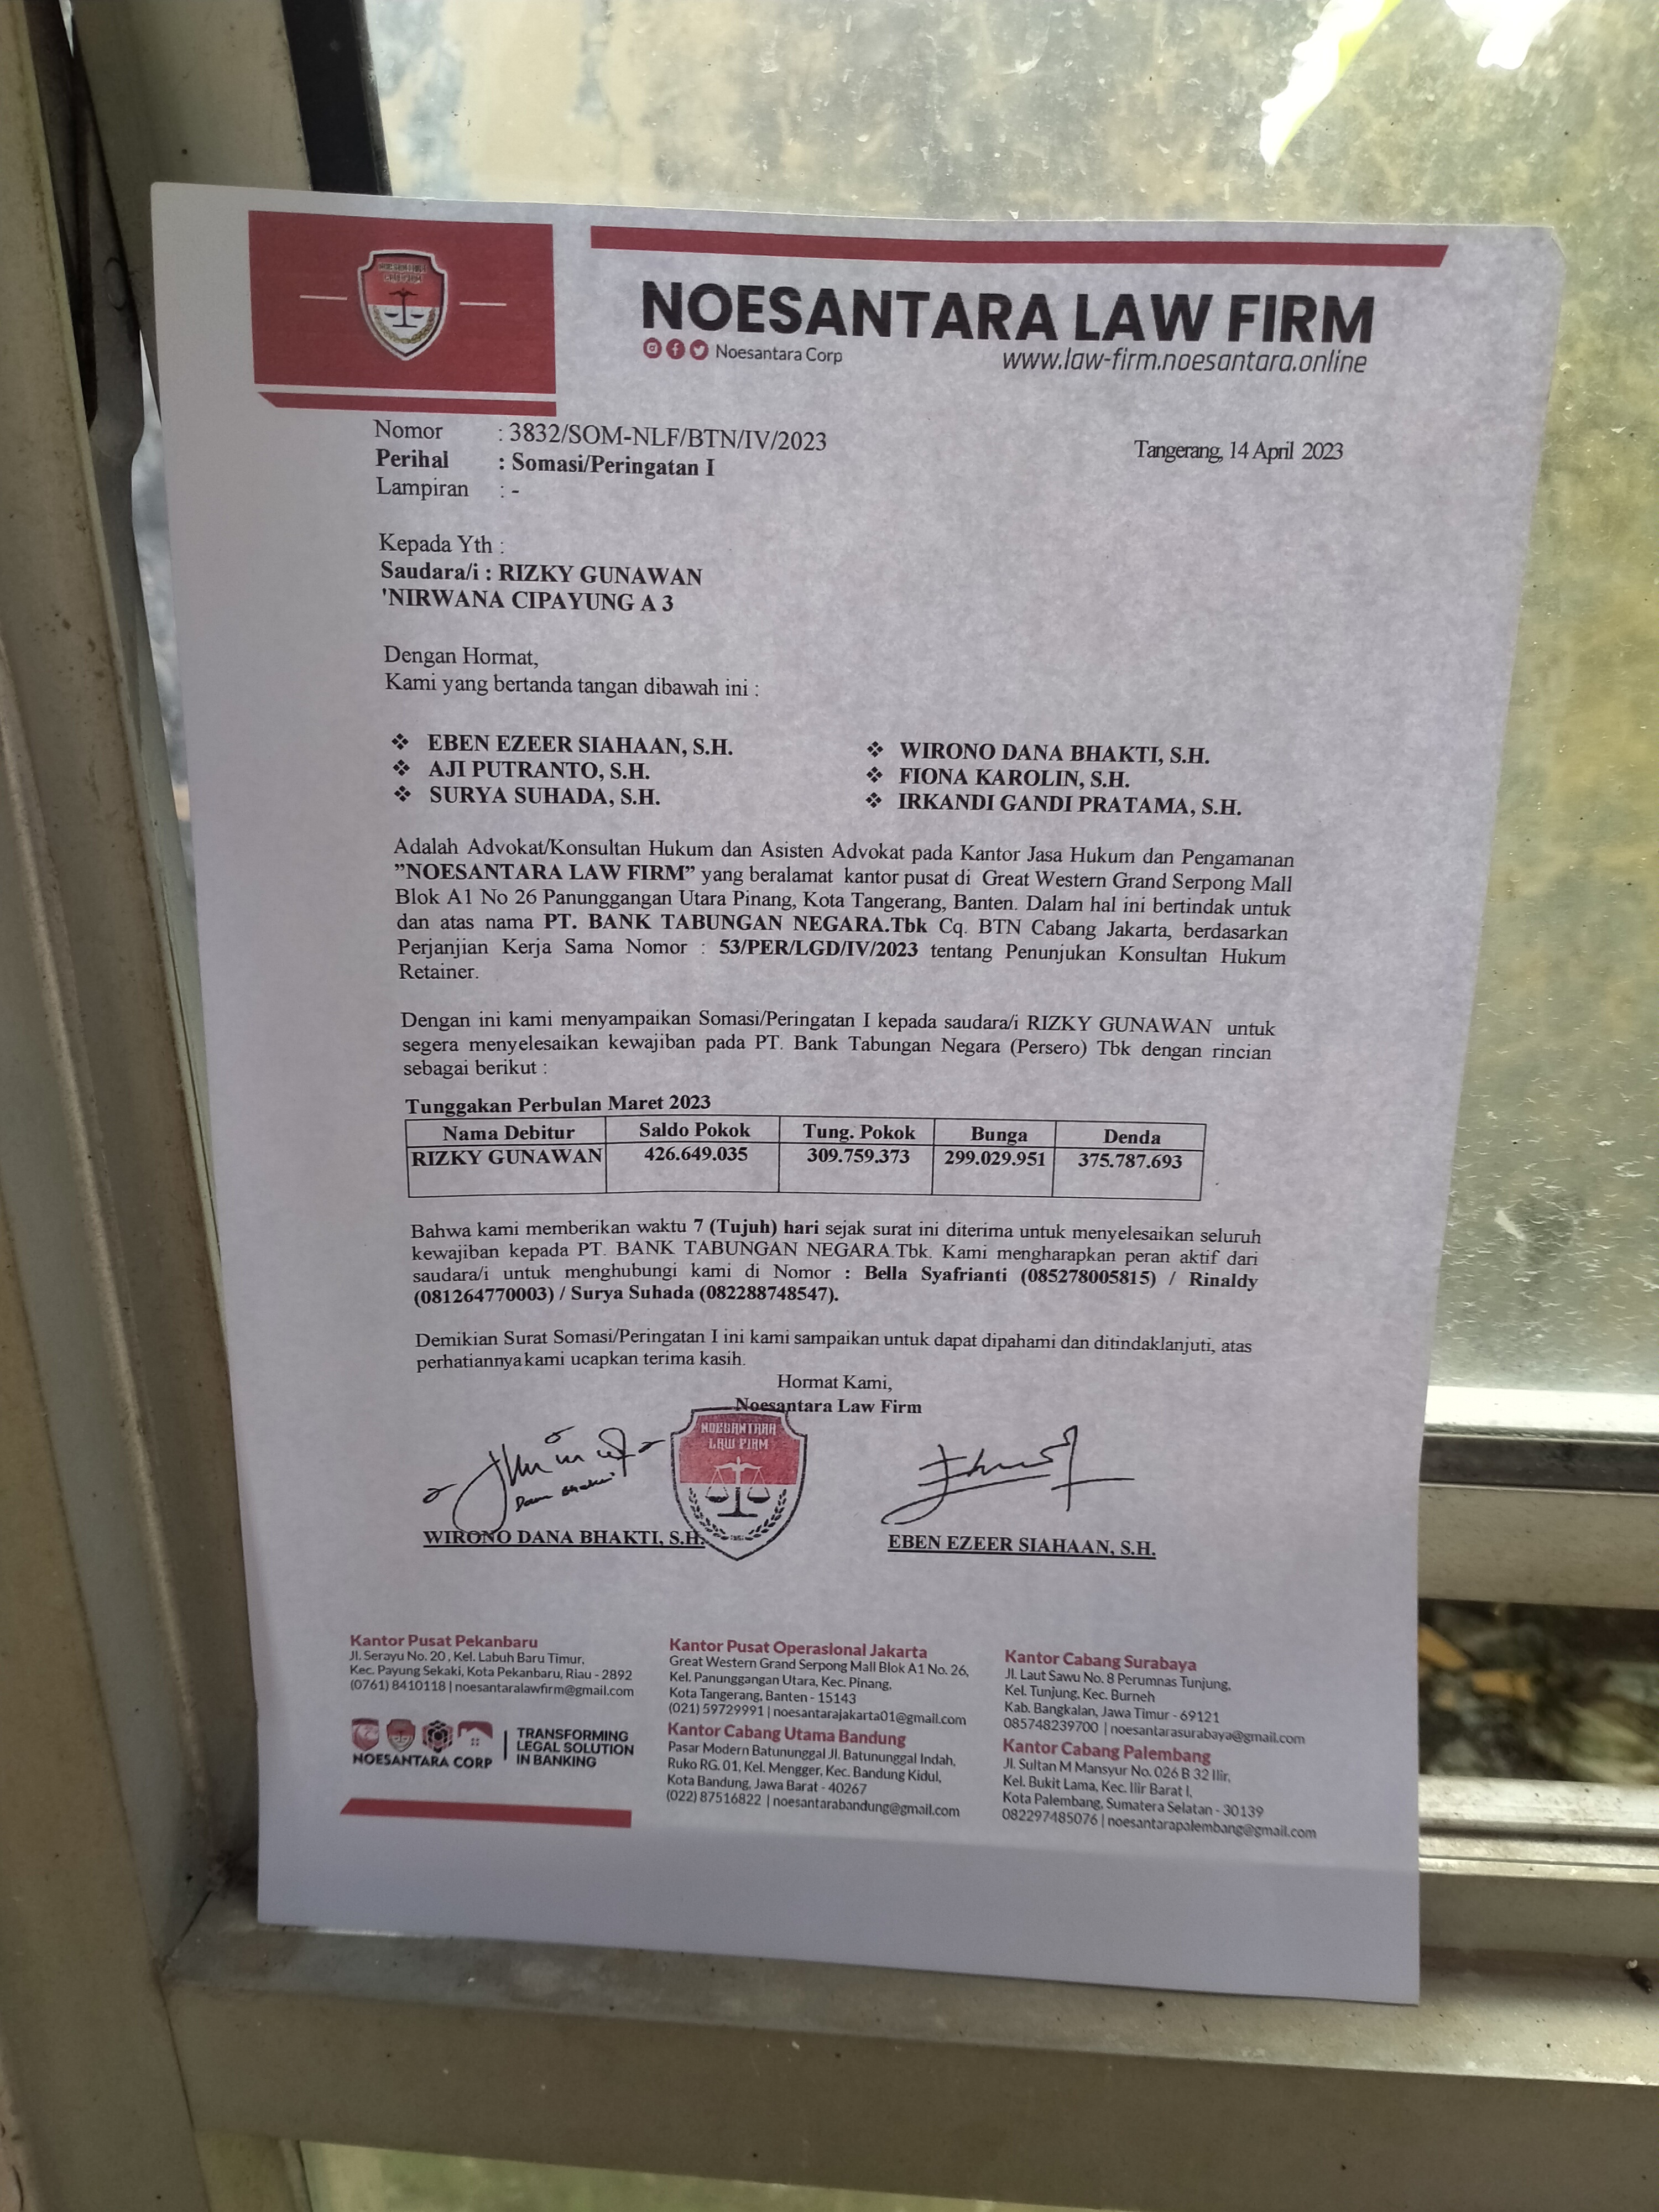 NOESANTARA
LAW FIRM
NOESANTARA LAW FIRM
Noesantara Corp
www.law-firm.noesantara.online
Nomor : 3832/SOM-NLF/BTN/IV/2023
Tangerang, 14 April 2023
Perihal : Somasi/Peringatan I
Lampiran : -
Kepada Yth :
Saudara/i : RIZKY GUNAWAN
'NIRWANA CIPAYUNG A 3
Dengan Hormat,
Kami yang bertanda tangan dibawah ini :
❖ EBEN EZEER SIAHAAN, S.H.
❖ AJI PUTRANTO, S.H.
❖ SURYA SUHADA, S.H.
❖ WIRONO DANA BHAKTI, S.H.
❖ FIONA KAROLIN, S.H.
❖ IRKANDI GANDI PRATAMA, S.H.
Adalah Advokat/Konsultan Hukum dan Asisten Advokat pada Kantor Jasa Hukum dan Pengamanan
”NOESANTARA LAW FIRM” yang beralamat kantor pusat di Great Western Grand Serpong Mall
Blok A1 No 26 Panunggangan Utara Pinang, Kota Tangerang, Banten. Dalam hal ini bertindak untuk
dan atas nama PT. BANK TABUNGAN NEGARA.Tbk Cq. BTN Cabang Jakarta, berdasarkan
Perjanjian Kerja Sama Nomor : 53/PER/LGD/IV/2023 tentang Penunjukan Konsultan Hukum
Retainer.
Dengan ini kami menyampaikan Somasi/Peringatan I kepada saudara/i RIZKY GUNAWAN untuk
segera menyelesaikan kewajiban pada PT. Bank Tabungan Negara (Persero) Tbk dengan rincian
sebagai berikut :
Tunggakan Perbulan Maret 2023
Nama Debitur Saldo Pokok Tung. Pokok Bunga Denda
RIZKY GUNAWAN 426.649.035 309.759.373 299.029.951 375.787.693
Bahwa kami memberikan waktu 7 (Tujuh) hari sejak surat ini diterima untuk menyelesaikan seluruh
kewajiban kepada PT. BANK TABUNGAN NEGARA.Tbk. Kami mengharapkan peran aktif dari
saudara/i untuk menghubungi kami di Nomor : Bella Syafrianti (085278005815) / Rinaldy
(081264770003) / Surya Suhada (082288748547).
Demikian Surat Somasi/Peringatan I ini kami sampaikan untuk dapat dipahami dan ditindaklanjuti, atas
perhatiannya kami ucapkan terima kasih.
Hormat Kami,
Noesantara Law Firm
NOESANTARA
LAW FIRM
WIRONO DANA BHAKTI, S.H.
EBEN EZEER SIAHAAN, S.H.
Kantor Pusat Pekanbaru
Jl. Serayu No. 20 , Kel. Labuh Baru Timur,
Kec. Payung Sekaki, Kota Pekanbaru, Riau - 2892
(0761) 8410118 | noesantaralawfirm@gmail.com
NOESANTARA CORP
TRANSFORMING
LEGAL SOLUTION
IN BANKING
Kantor Pusat Operasional Jakarta
Great Western Grand Serpong Mall Blok A1 No. 26,
Kel. Panunggangan Utara, Kec. Pinang,
Kota Tangerang, Banten - 15143
(021) 59729991 | noesantarajakarta01@gmail.com
Kantor Cabang Utama Bandung
Pasar Modern Batununggal Jl. Batununggal Indah,
Ruko RG. 01, Kel. Mengger, Kec. Bandung Kidul,
Kota Bandung, Jawa Barat - 40267
(022) 87516822 | noesantarabandung@gmail.com
Kantor Cabang Surabaya
Jl. Laut Sawu No. 8 Perumnas Tunjung,
Kel. Tunjung, Kec. Burneh
Kab. Bangkalan, Jawa Timur - 69121
085748239700 | noesantarasurabaya@gmail.com
Kantor Cabang Palembang
Jl. Sultan M Mansyur No. 026 B 32 Ilir,
Kel. Bukit Lama, Kec. Ilir Barat I,
Kota Palembang, Sumatera Selatan - 30139
082297485076 | noesantarapalembang@gmail.com